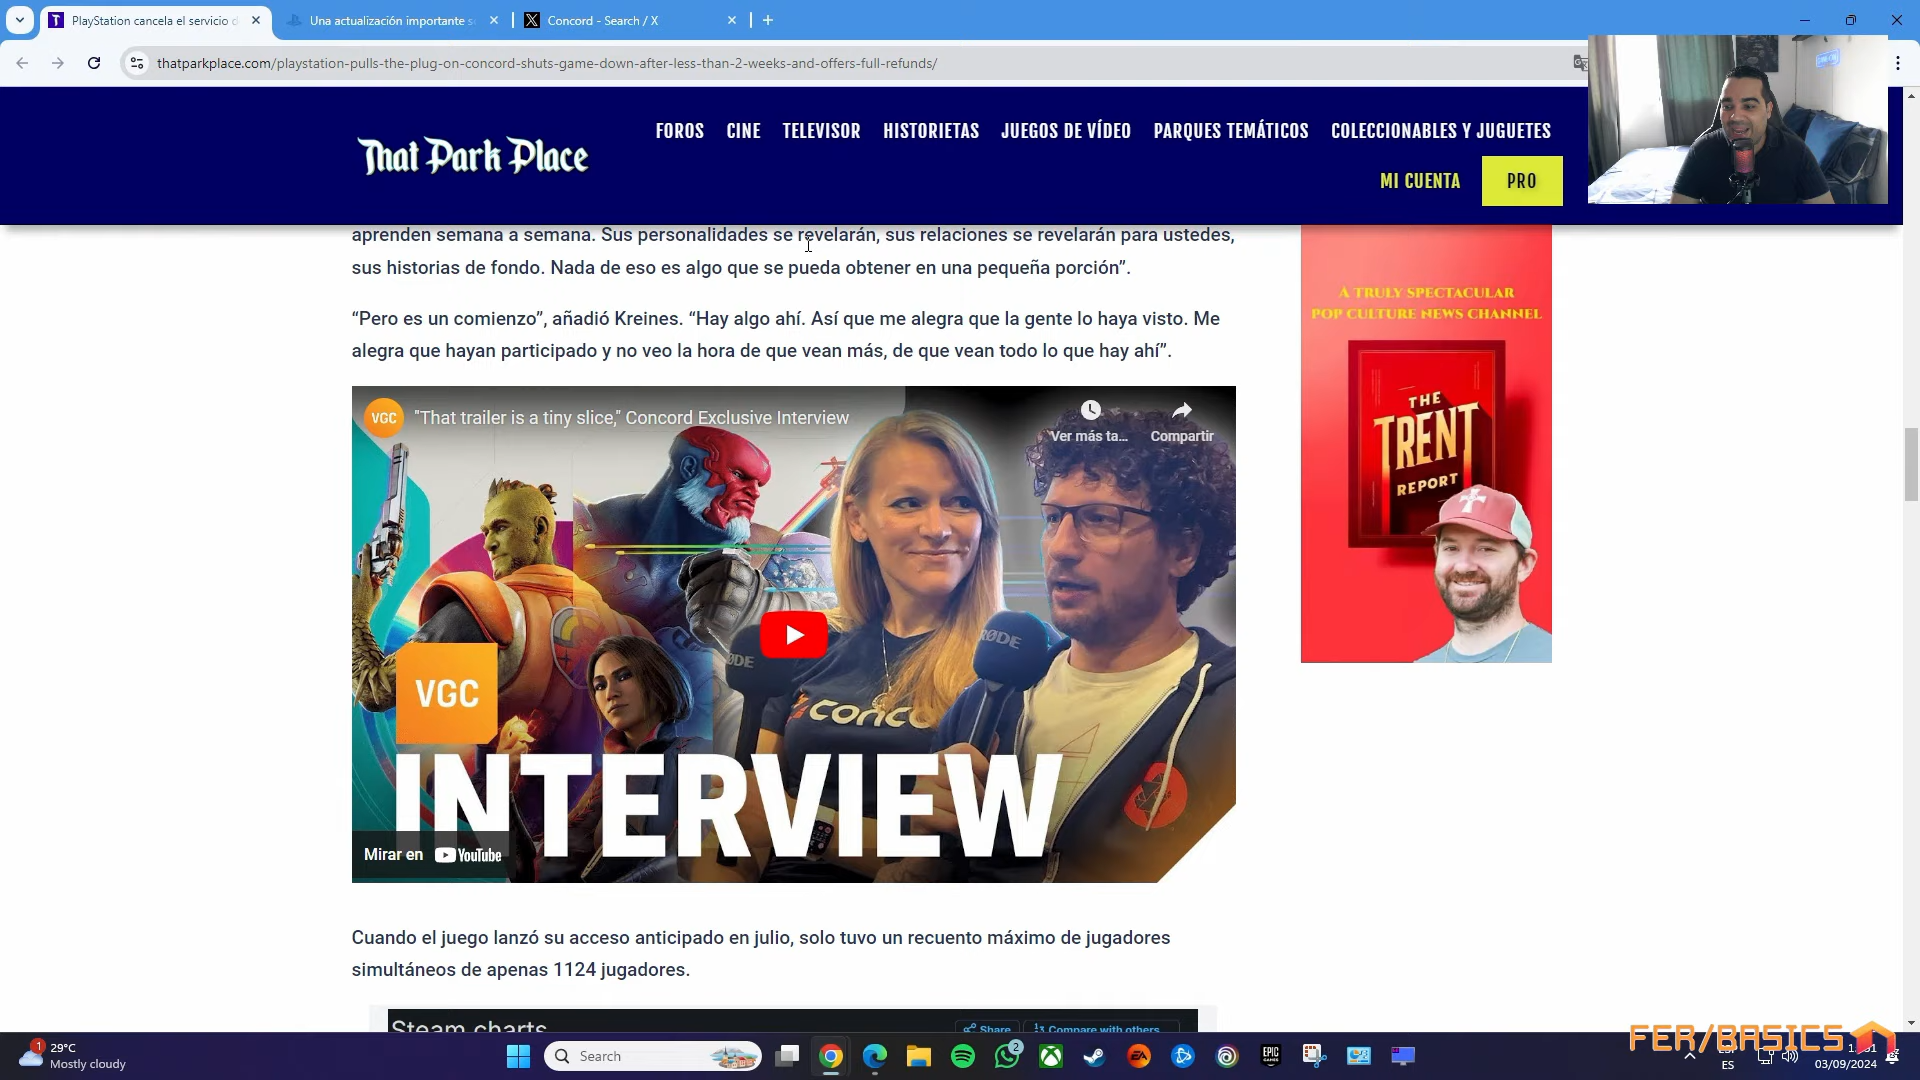 PlayStation cancela el servicio d
Una actualización importante s
Concord - Search / X
thatparkplace.com/playstation-pulls-the-plug-on-concord-shuts-game-down-after-less-than-2-weeks-and-offers-full-refunds/
That Park Place
FOROS CINE TELEVISOR HISTORIETAS JUEGOS DE VÍDEO PARQUES TEMÁTICOS COLECCIONABLES Y JUGUETES
MI CUENTA PRO
aprenden semana a semana. Sus personalidades se revelarán, sus relaciones se revelarán para ustedes,
sus historias de fondo. Nada de eso es algo que se pueda obtener en una pequeña porción”.
“Pero es un comienzo”, añadió Kreines. “Hay algo ahí. Así que me alegra que la gente lo haya visto. Me
alegra que hayan participado y no veo la hora de que vean más, de que vean todo lo que hay ahí”.
A TRULY SPECTACULAR
POP CULTURE NEWS CHANNEL
THE
TRENT
REPORT
VGC "That trailer is a tiny slice," Concord Exclusive Interview
Ver más ta... Compartir
RØDE
RØDE
CONCO
VGC
INTERVIEW
Mirar en YouTube
Cuando el juego lanzó su acceso anticipado en julio, solo tuvo un recuento máximo de jugadores
simultáneos de apenas 1124 jugadores.
Steam charts
Share Compare with others
FER/BASICS
1
29°C
Mostly cloudy
Search
2
EA
EPIC
GAMES
ES
03/09/2024